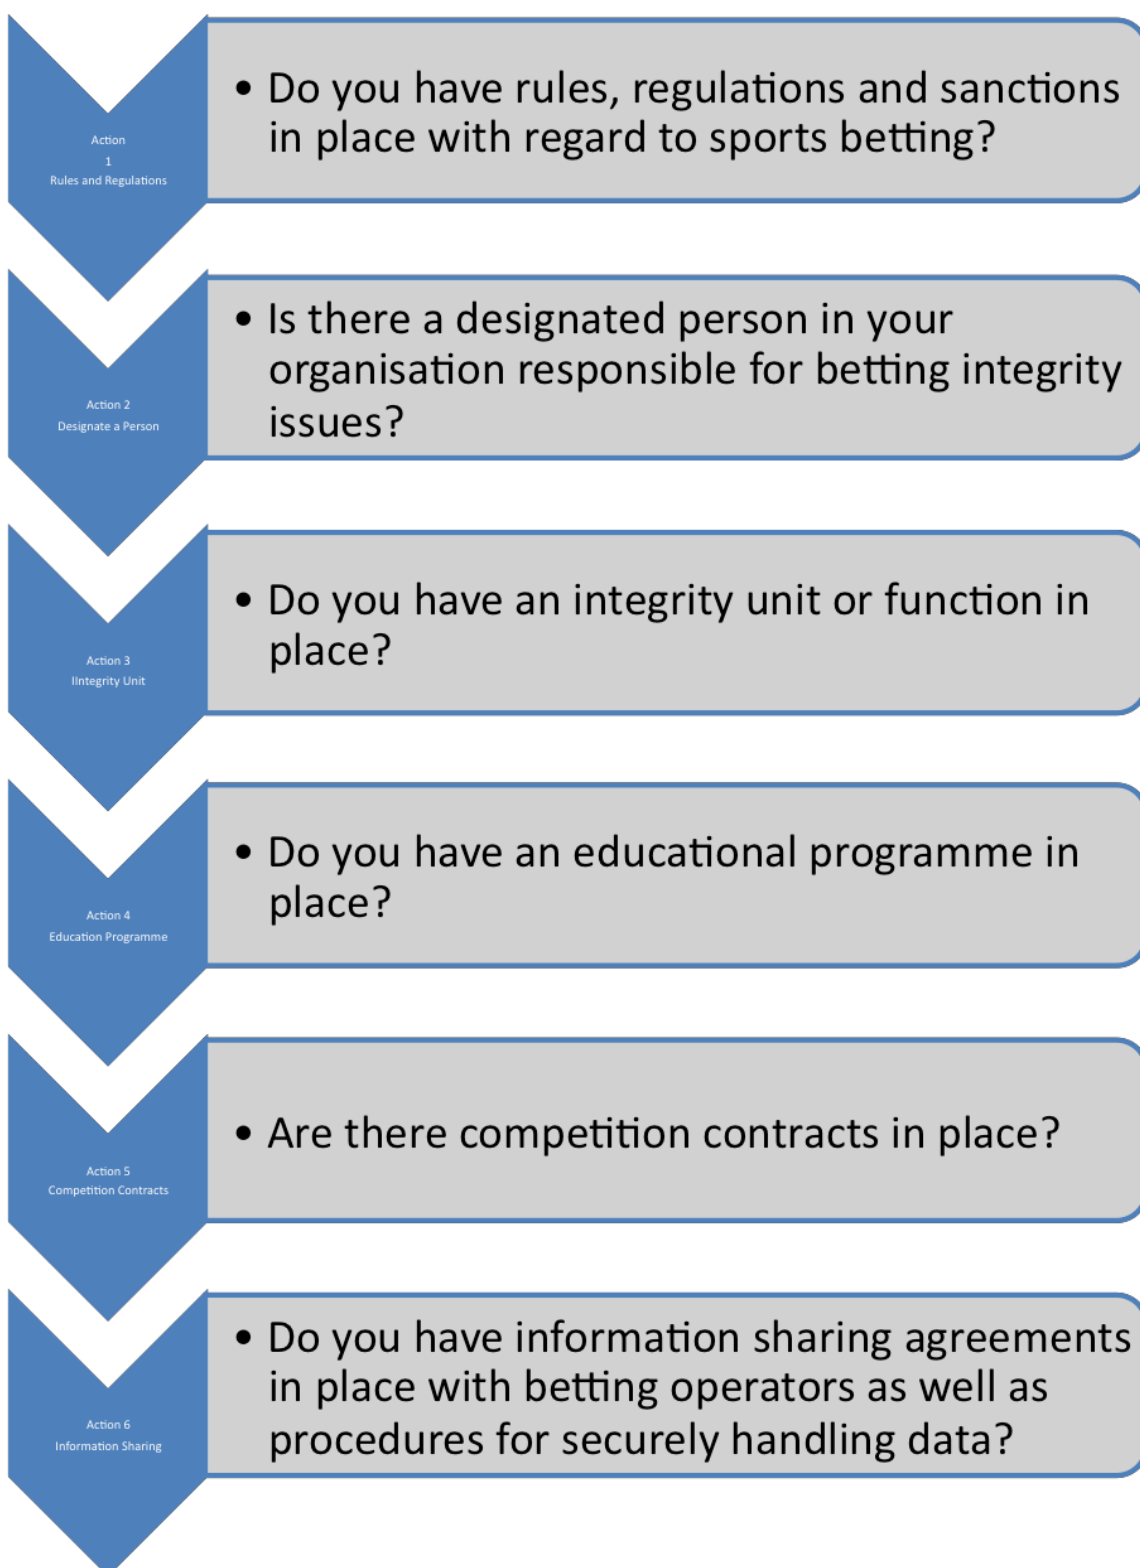 Action
1
Rules and Regulations
• Do you have rules, regulations and sanctions
in place with regard to sports betting?
Action 2
Designate a Person
• Is there a designated person in your
organisation responsible for betting integrity
issues?
Action 3
IIntegrity Unit
• Do you have an integrity unit or function in
place?
Action 4
Education Programme
• Do you have an educational programme in
place?
Action 5
Competition Contracts
• Are there competition contracts in place?
Action 6
Information Sharing
• Do you have information sharing agreements
in place with betting operators as well as
procedures for securely handling data?